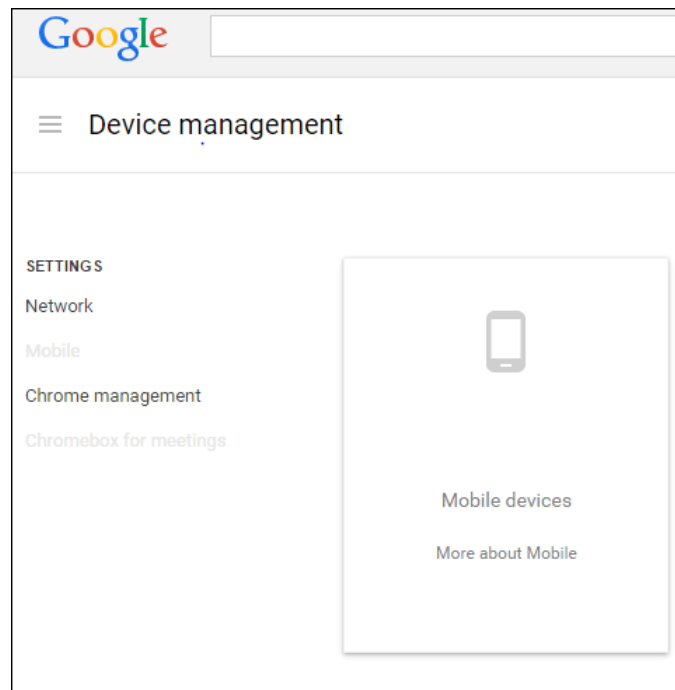 Google
Device management
SETTINGS
Network
Mobile
Chrome management
Chromebox for meetings
Mobile devices
More about Mobile